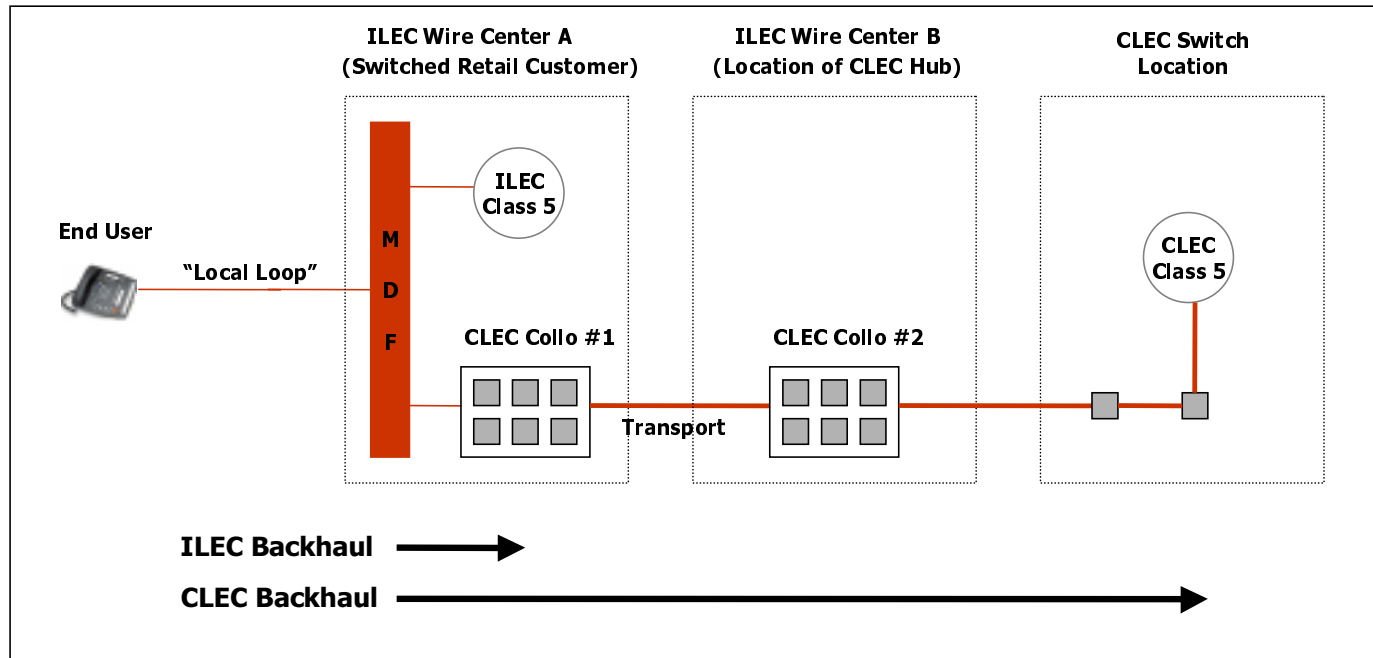 ILEC Wire Center A
(Switched Retail Customer)
ILEC Wire Center B
(Location of CLEC Hub)
CLEC Switch
Location
ILEC
Class 5
End User
“Local Loop”
M
D
F
CLEC Collo #1
Transport
CLEC Collo #2
CLEC
Class 5
ILEC Backhaul
CLEC Backhaul